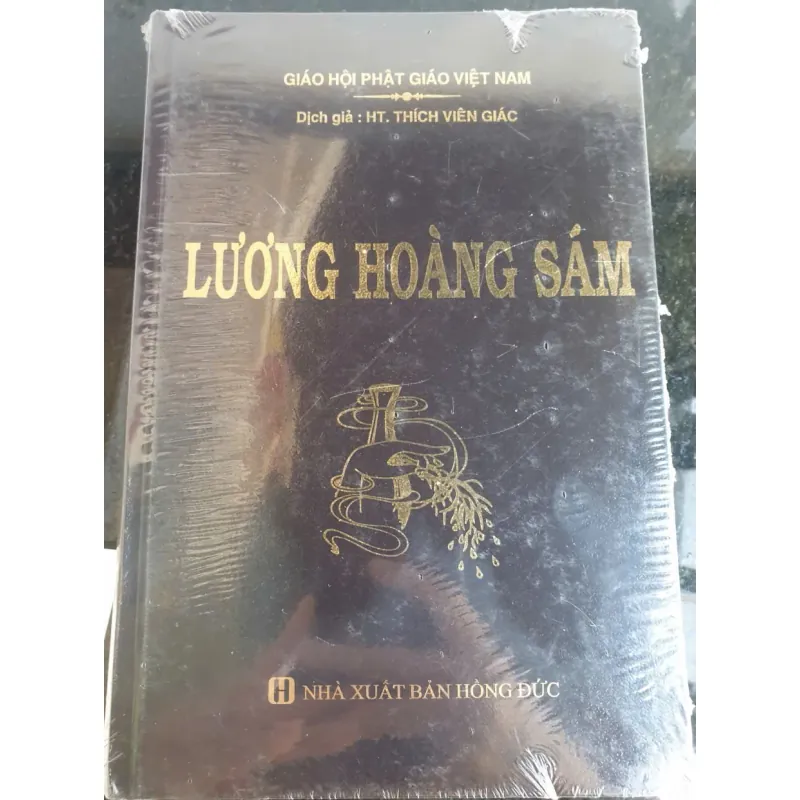 GIÁO HỘI PHẬT GIÁO VIỆT NAM
Dịch giả : HT. THÍCH VIÊN GIÁC
LƯƠNG HOÀNG SÁM
NHÀ XUẤT BẢN HỒNG ĐỨC